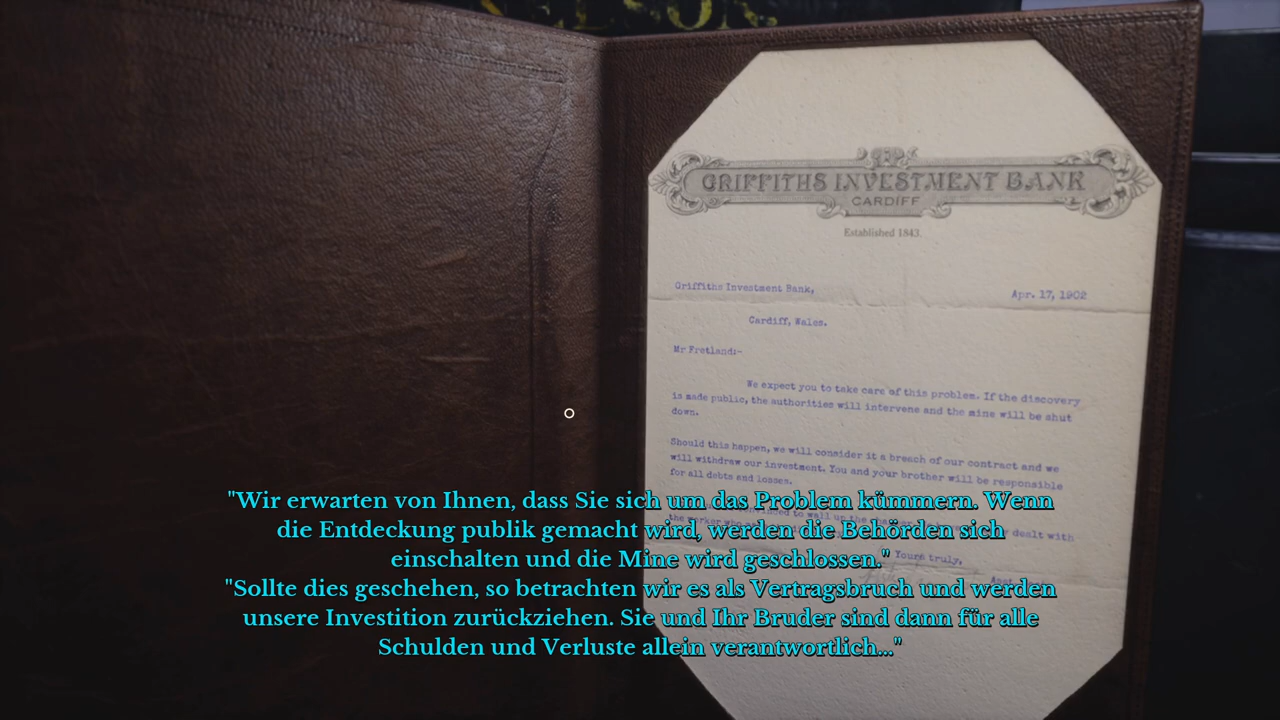 GRIFFITHS INVESTMENT BANK
CARDIFF
Established 1843.
Griffiths Investment Bank,
Apr. 17, 1902
Cardiff, Wales.
Mr Fretland:-
We expect you to take care of this problem. If the discovery
is made public, the authorities will intervene and the mine will be shut
down.
Should this happen, we will consider it a breach of our contract and we
will withdraw our investment. You and your brother will be responsible
for all debts and losses.
to wall up the
dealt with
Yours truly,
"Wir erwarten von Ihnen, dass Sie sich um das Problem kümmern. Wenn
die Entdeckung publik gemacht wird, werden die Behörden sich
einschalten und die Mine wird geschlossen."
"Sollte dies geschehen, so betrachten wir es als Vertragsbruch und werden
unsere Investition zurückziehen. Sie und Ihr Bruder sind dann für alle
Schulden und Verluste allein verantwortlich..."